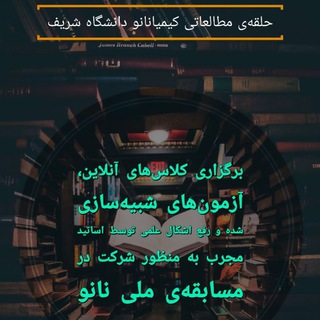 حلقه‌ی مطالعاتی کیمیانانو دانشگاه شریف
James Branch Cabell
برگزاری کلاس‌های آنلاین،
آزمون‌های شبیه‌سازی
شده و رفع اشکال علمی توسط اساتید
مجرب به منظور شرکت در
مسابقه‌ی ملی نانو